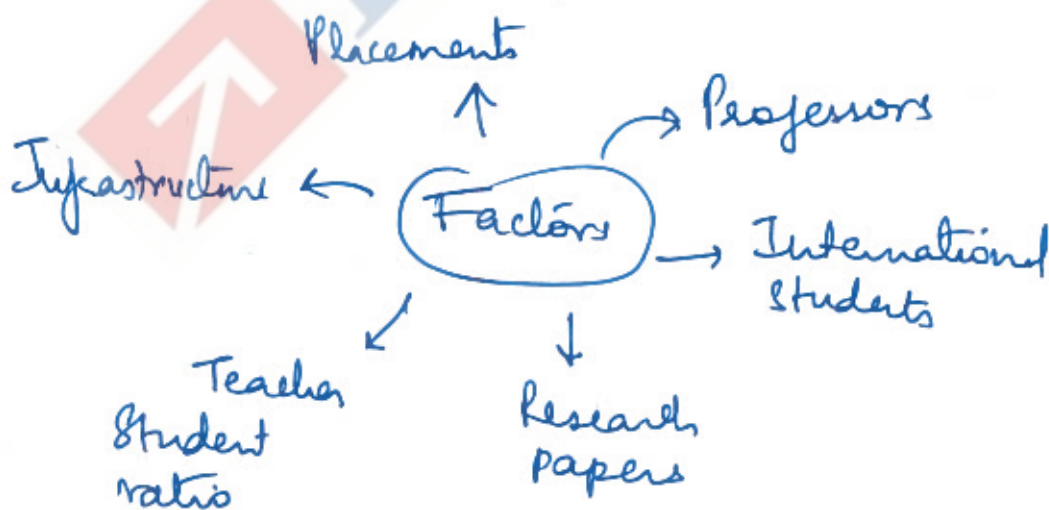 Placements
Professors
Infrastructure
Factors
International
students
Teacher
Student
ratio
Research
papers